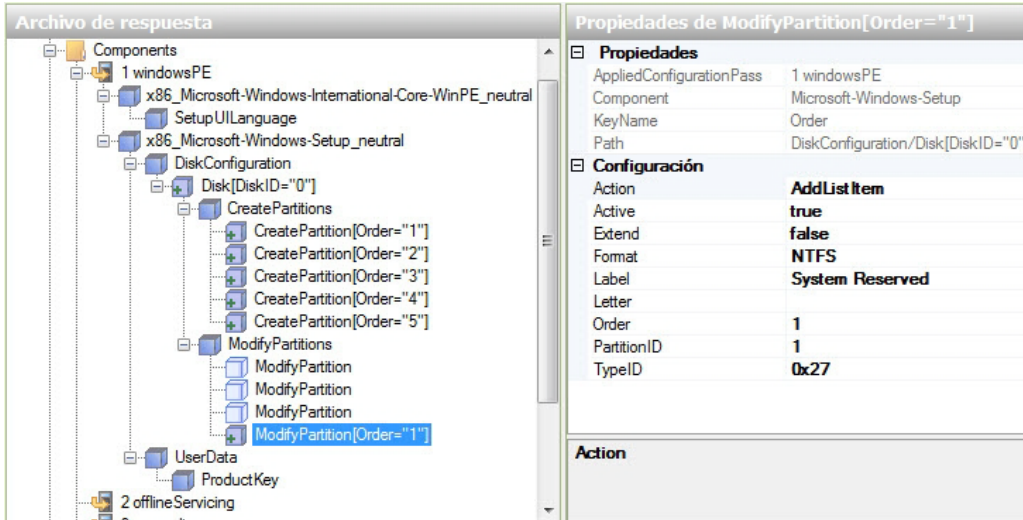 Archivo de respuesta
Components
1 windowsPE
x86_Microsoft-Windows-International-Core-WinPE_neutral
SetupUILanguage
x86_Microsoft-Windows-Setup_neutral
DiskConfiguration
Disk[DiskID="0"]
CreatePartitions
CreatePartition[Order="1"]
CreatePartition[Order="2"]
CreatePartition[Order="3"]
CreatePartition[Order="4"]
CreatePartition[Order="5"]
ModifyPartitions
ModifyPartition
ModifyPartition
ModifyPartition
ModifyPartition[Order="1"]
UserData
ProductKey
2 offlineServicing
Propiedades de ModifyPartition[Order="1"]
Propiedades
AppliedConfigurationPass 1 windowsPE
Component Microsoft-Windows-Setup
KeyName Order
Path DiskConfiguration/Disk[DiskID="0"
Configuración
Action AddListItem
Active true
Extend false
Format NTFS
Label System Reserved
Letter
Order 1
PartitionID 1
TypeID 0x27
Action